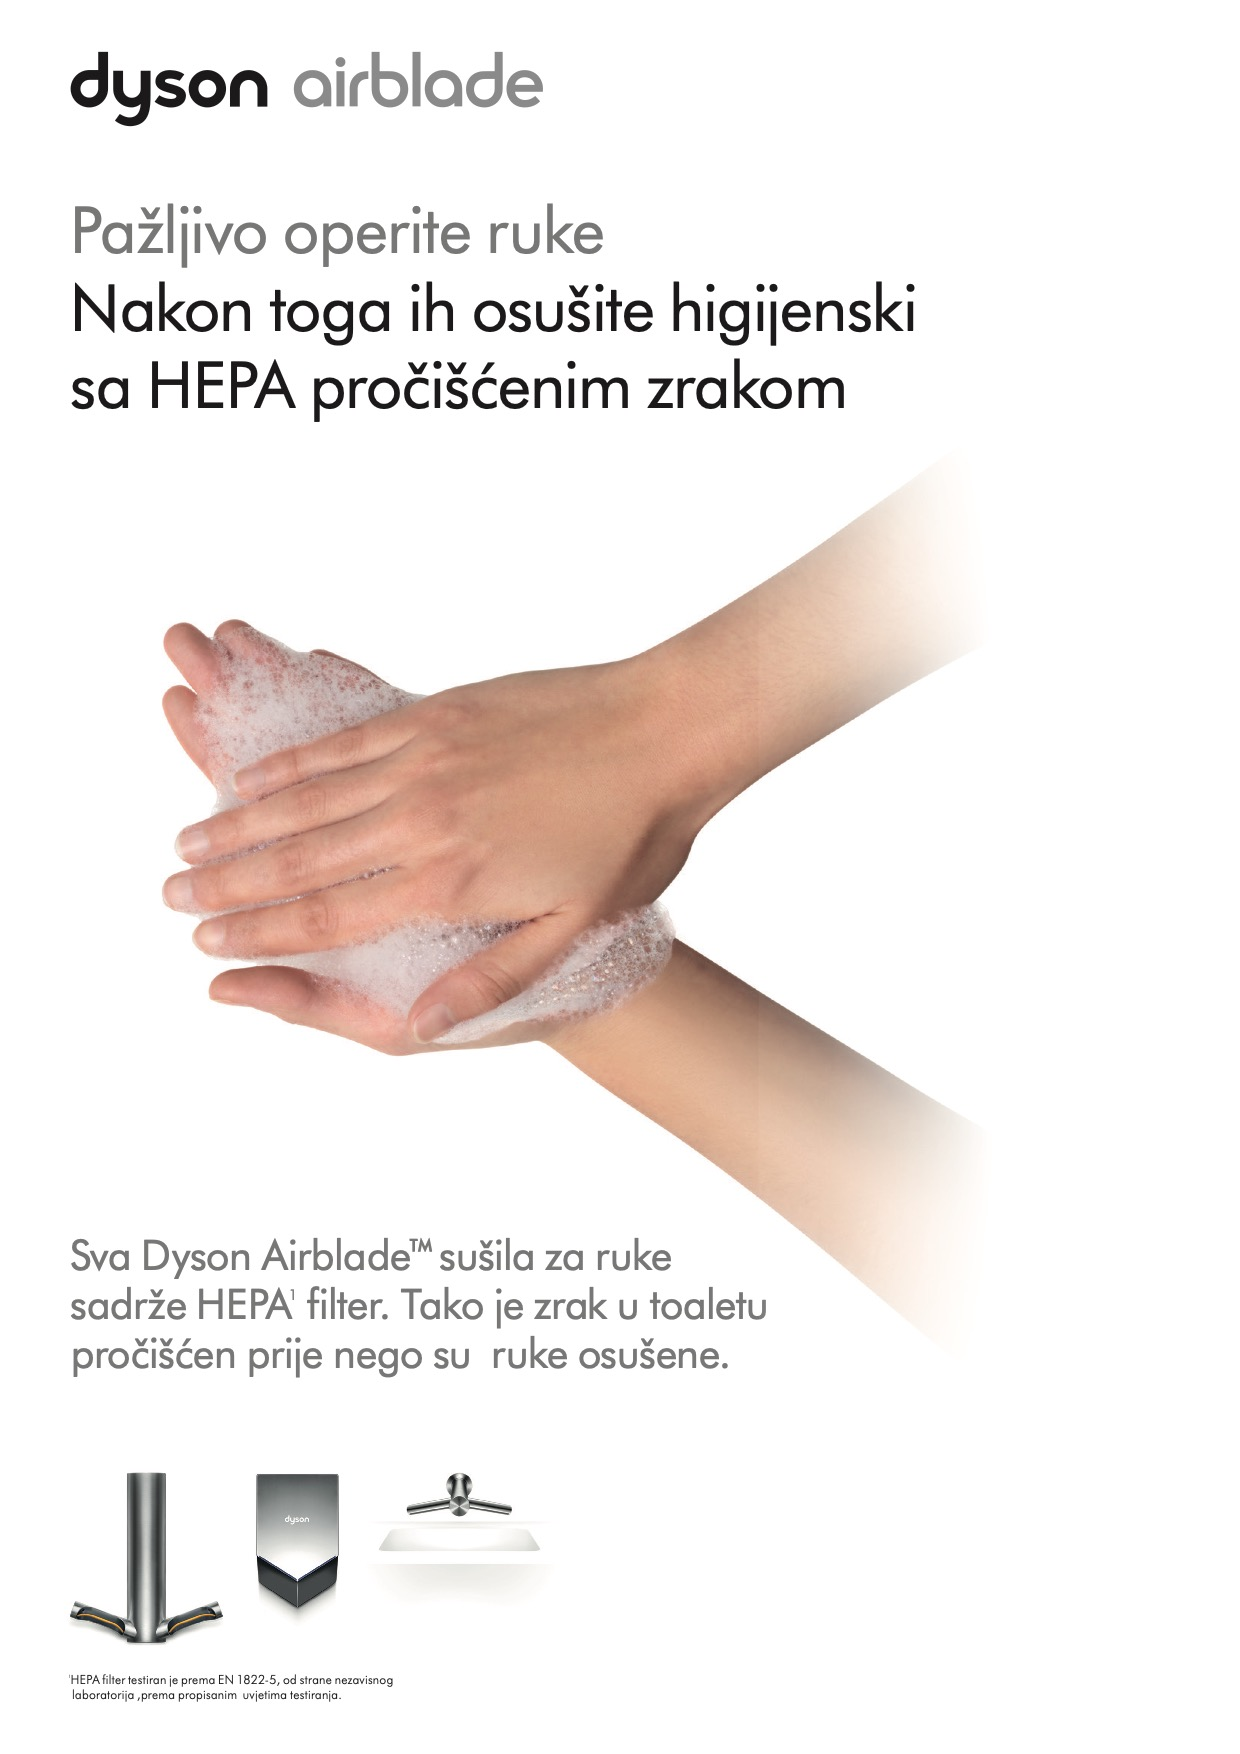 dyson airblade
Pažljivo operite ruke
Nakon toga ih osušite higijenski
sa HEPA pročišćenim zrakom
Sva Dyson Airblade™ sušila za ruke
sadrže HEPA¹ filter. Tako je zrak u toaletu
pročišćen prije nego su  ruke osušene.
dyson
¹HEPA filter testiran je prema EN 1822-5, od strane nezavisnog
laboratorija ,prema propisanim  uvjetima testiranja.